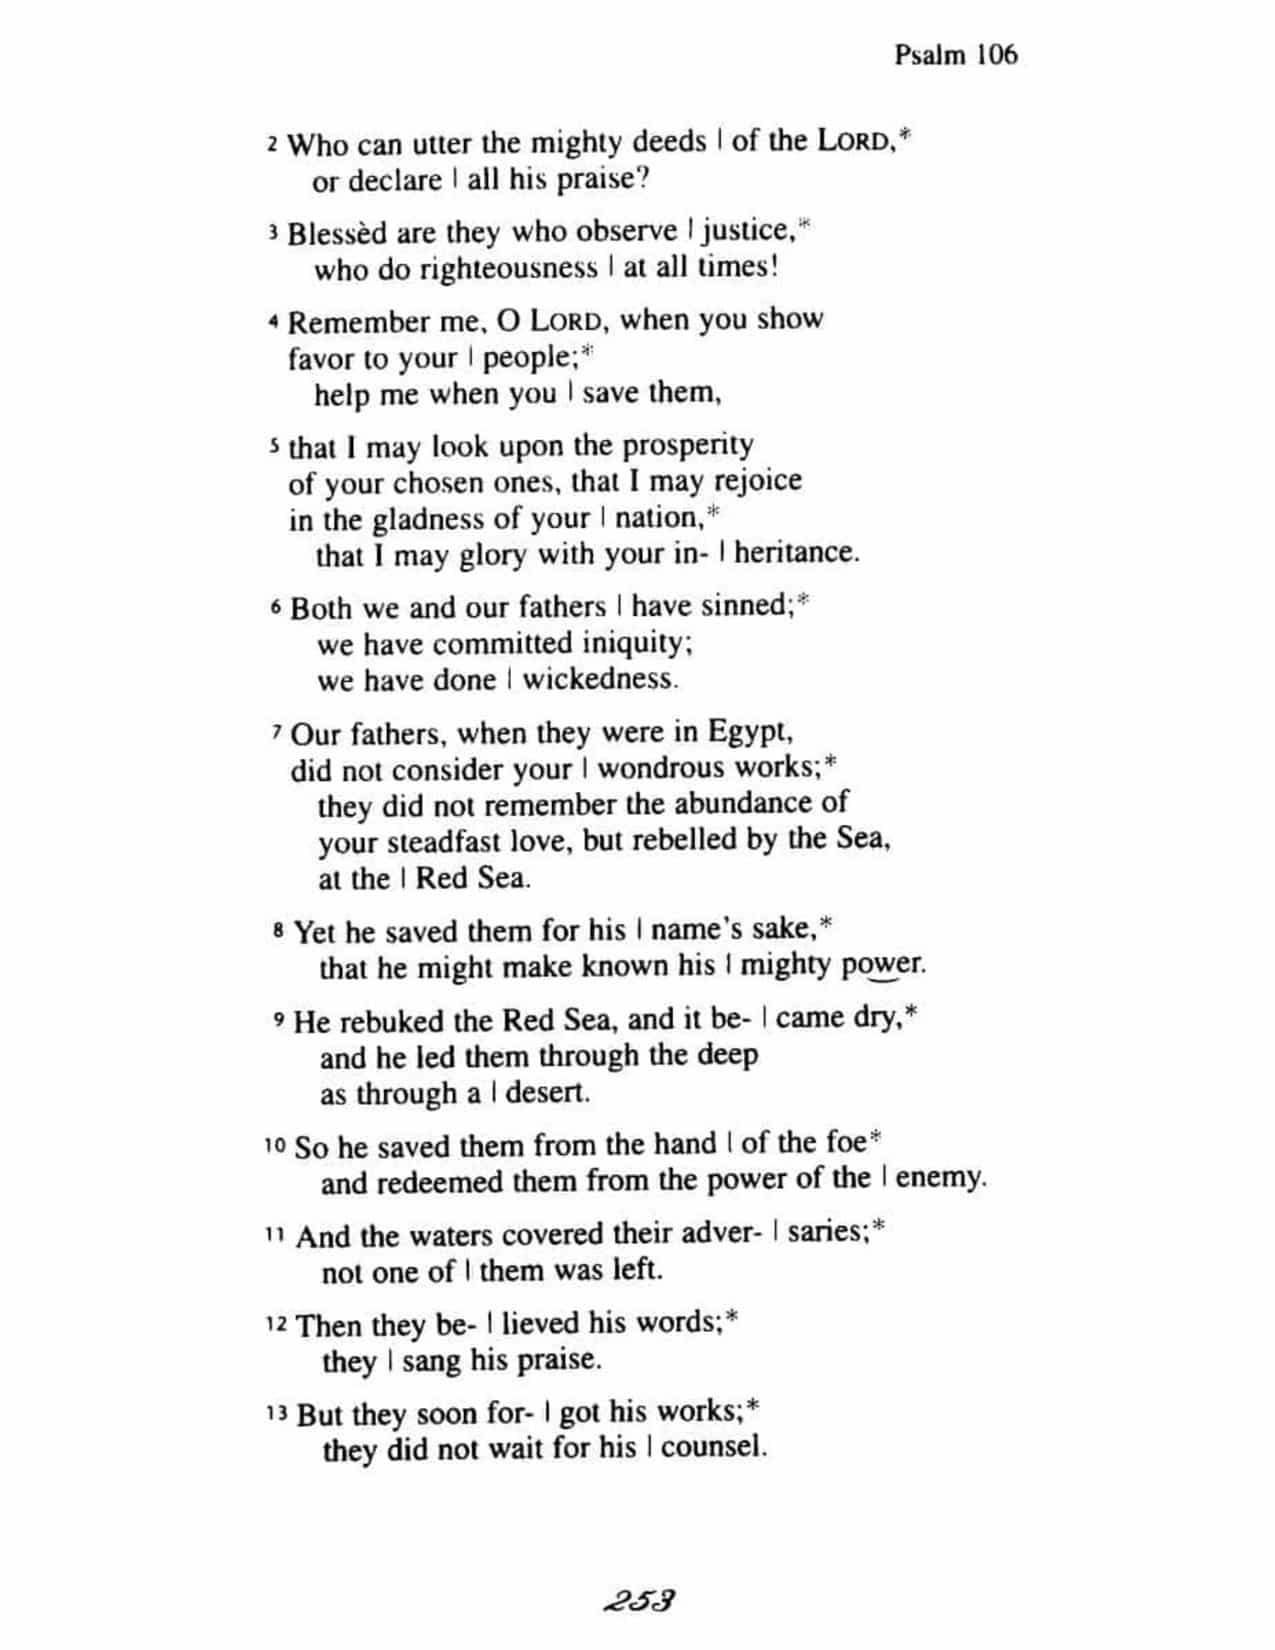 Psalm 106
2 Who can utter the mighty deeds | of the LORD,*
or declare | all his praise?
3 Blessèd are they who observe | justice,*
who do righteousness | at all times!
4 Remember me, O LORD, when you show
favor to your | people;*
help me when you | save them,
5 that I may look upon the prosperity
of your chosen ones, that I may rejoice
in the gladness of your | nation,*
that I may glory with your in- | heritance.
6 Both we and our fathers | have sinned;*
we have committed iniquity;
we have done | wickedness.
7 Our fathers, when they were in Egypt,
did not consider your | wondrous works;*
they did not remember the abundance of
your steadfast love, but rebelled by the Sea,
at the | Red Sea.
8 Yet he saved them for his | name's sake,*
that he might make known his | mighty power.
9 He rebuked the Red Sea, and it be- | came dry,*
and he led them through the deep
as through a | desert.
10 So he saved them from the hand | of the foe*
and redeemed them from the power of the | enemy.
11 And the waters covered their adver- | saries;*
not one of | them was left.
12 Then they be- | lieved his words;*
they | sang his praise.
13 But they soon for- | got his works;*
they did not wait for his | counsel.
253